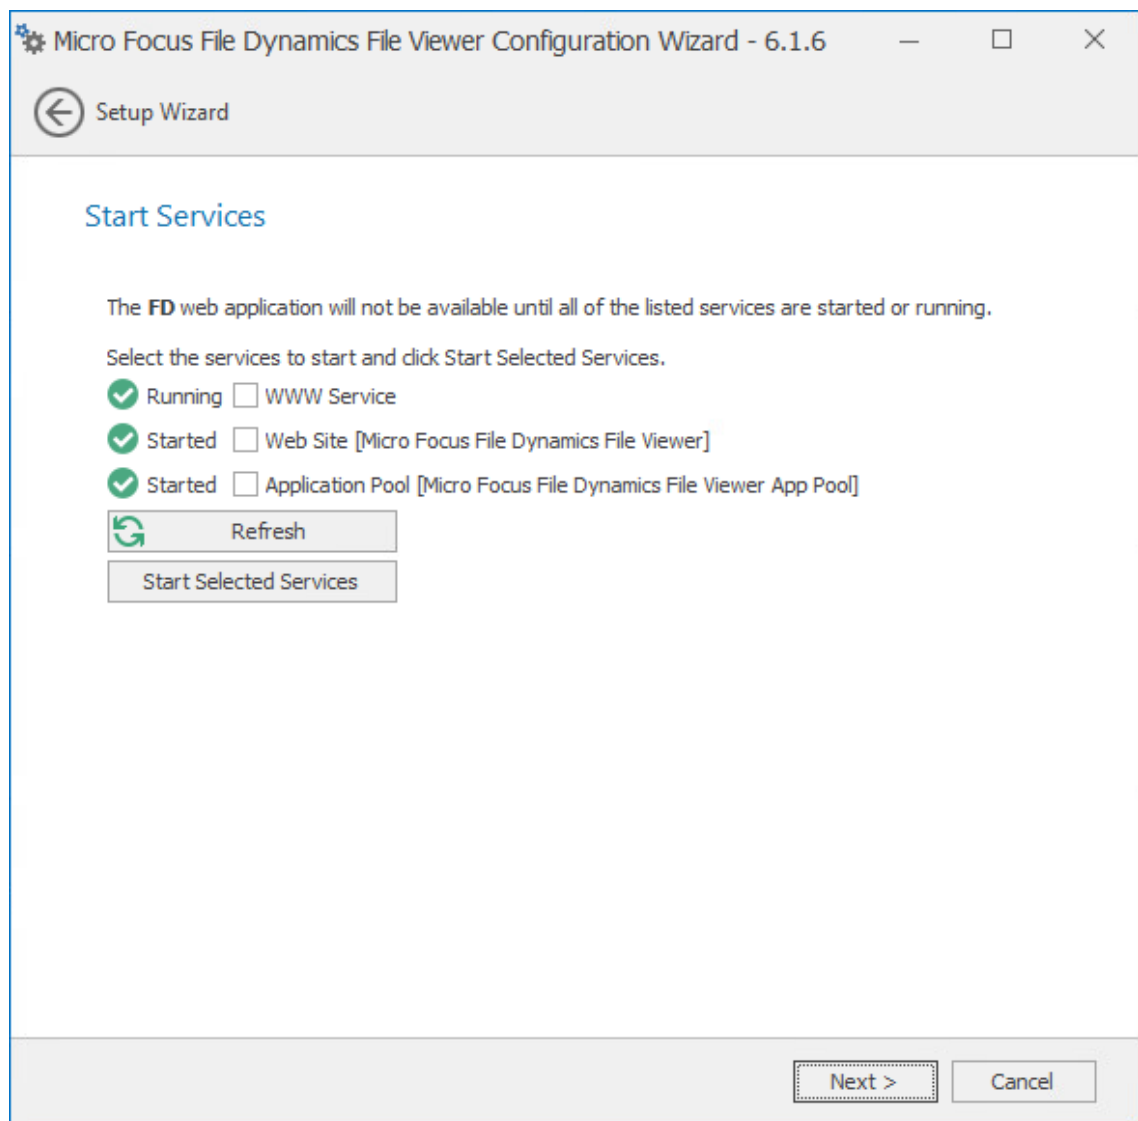 Micro Focus File Dynamics File Viewer Configuration Wizard - 6.1.6
Setup Wizard
Start Services
The FD web application will not be available until all of the listed services are started or running.
Select the services to start and click Start Selected Services.
Running WWW Service
Started Web Site [Micro Focus File Dynamics File Viewer]
Started Application Pool [Micro Focus File Dynamics File Viewer App Pool]
Refresh
Start Selected Services
Next > Cancel